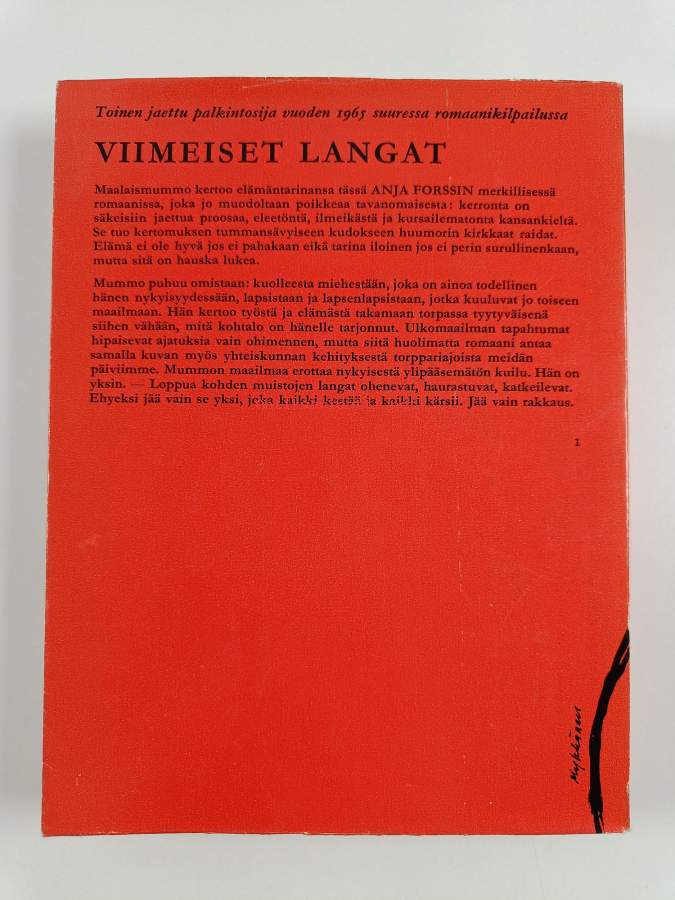 Toinen jaettu palkintosija vuoden 1965 suuressa romaanikilpailussa
VIIMEISET LANGAT
Maalaismummo kertoo elämäntarinansa tässä ANJA FORSSIN merkillisessä
romaanissa, joka jo muodoltaan poikkeaa tavanomaisesta: kerronta on
säkeisiin jaettua proosaa, eleetöntä, ilmeikästä ja kursailematonta kansankieltä.
Se tuo kertomuksen tummansävyiseen kudokseen huumorin kirkkaat raidat.
Elämä ei ole hyvä jos ei pahakaan eikä tarina iloinen jos ei perin surullinenkaan,
mutta sitä on hauska lukea.
Mummo puhuu omistaan: kuolleesta miehestään, joka on ainoa todellinen
hänen nykyisyydessään, lapsistaan ja lapsenlapsistaan, jotka kuuluvat jo toiseen
maailmaan. Hän kertoo työstä ja elämästä takamaan torpassa tyytyväisenä
siihen vähään, mitä kohtalo on hänelle tarjonnut. Ulkomaailman tapahtumat
hipaisevat ajatuksia vain ohimennen, mutta siitä huolimatta romaani antaa
samalla kuvan myös yhteiskunnan kehityksestä torppariajoista meidän
päiviimme. Mummon maailmaa erottaa nykyisestä ylipääsemätön kuilu. Hän on
yksin. — Loppua kohden muistojen langat ohenevat, haurastuvat, katkeilevat.
Ehyeksi jää vain se yksi, joka kaikki kestää ja kaikki kärsii. Jää vain rakkaus.
1
Mykkänen